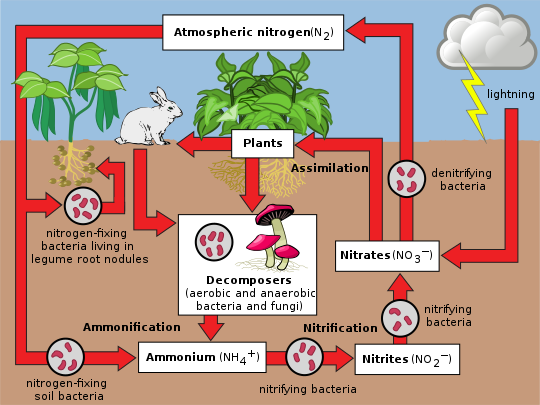 Atmospheric nitrogen (N₂)
lightning
Plants
Assimilation
denitrifying
bacteria
nitrogen-fixing
bacteria living in
legume root nodules
Nitrates (NO₃⁻)
Decomposers
(aerobic and anaerobic
bacteria and fungi)
nitrifying
bacteria
Ammonification
Nitrification
Ammonium (NH₄⁺)
Nitrites (NO₂⁻)
nitrogen-fixing
soil bacteria
nitrifying bacteria